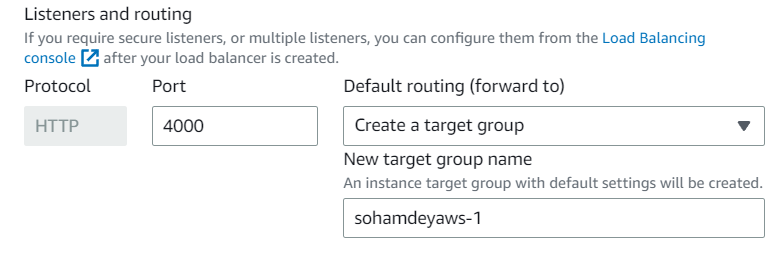 Listeners and routing
If you require secure listeners, or multiple listeners, you can configure them from the Load Balancing
console after your load balancer is created.
Protocol Port Default routing (forward to)
HTTP 4000 Create a target group
New target group name
An instance target group with default settings will be created.
sohamdeyaws-1